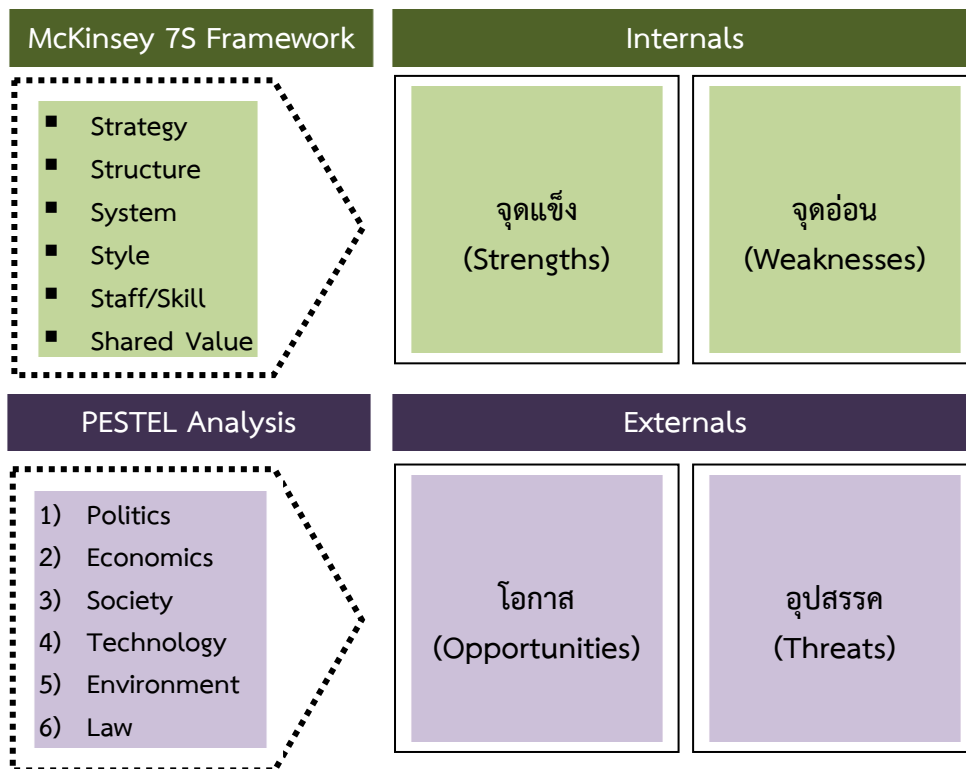 McKinsey 7S Framework
Internals
▪ Strategy
▪ Structure
▪ System
▪ Style
▪ Staff/Skill
▪ Shared Value
จุดแข็ง
(Strengths)
จุดอ่อน
(Weaknesses)
PESTEL Analysis
Externals
1) Politics
2) Economics
3) Society
4) Technology
5) Environment
6) Law
โอกาส
(Opportunities)
อุปสรรค
(Threats)